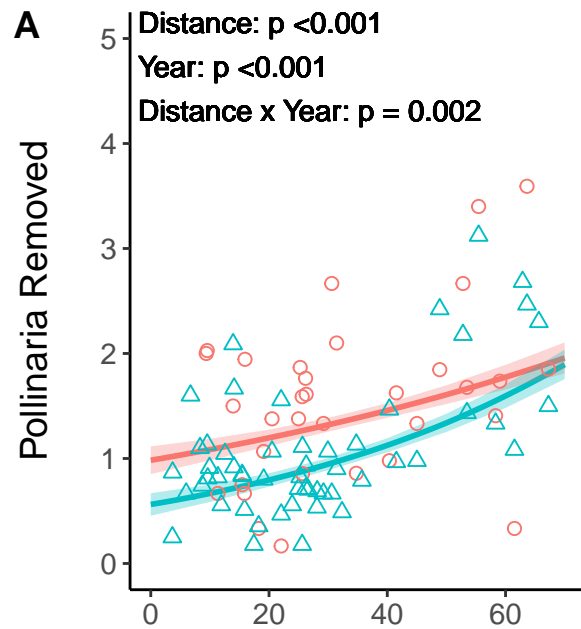 A
Distance: p <0.001
Year: p <0.001
Distance x Year: p = 0.002
Pollinaria Removed
5
4
3
2
1
0
0 20 40 60